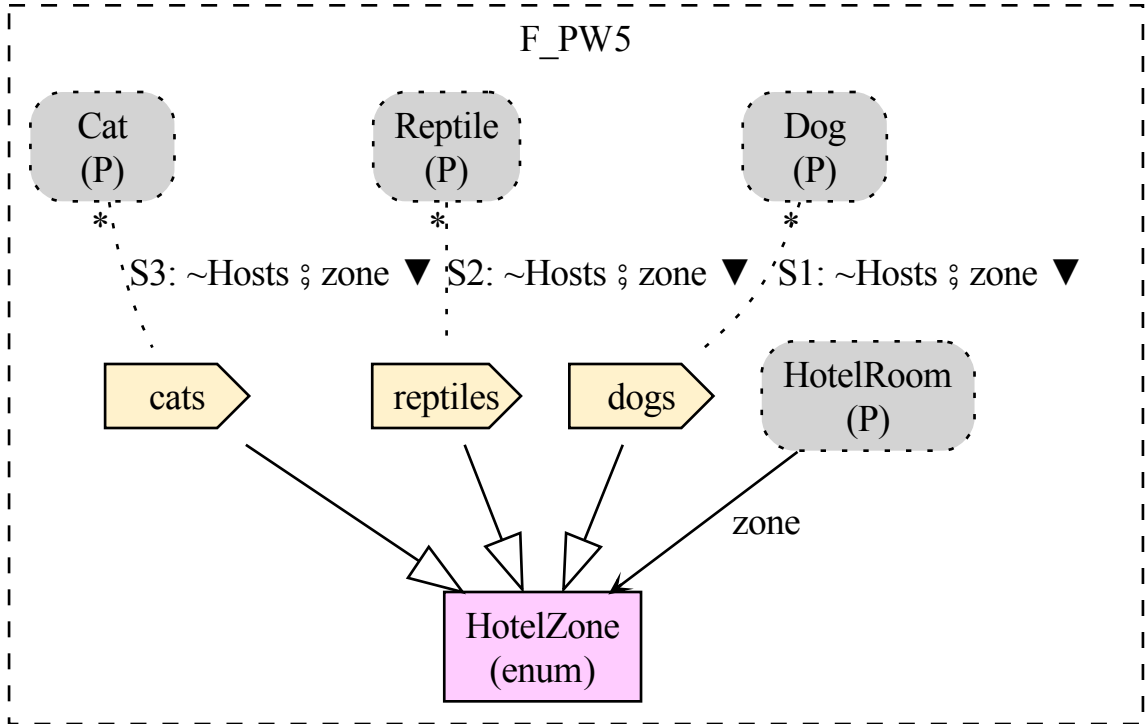 F_PW5
Cat
(P)
Reptile
(P)
Dog
(P)
*
*
*
S3: ~Hosts ⨟ zone ▼
S2: ~Hosts ⨟ zone ▼
S1: ~Hosts ⨟ zone ▼
cats
reptiles
dogs
HotelRoom
(P)
zone
HotelZone
(enum)